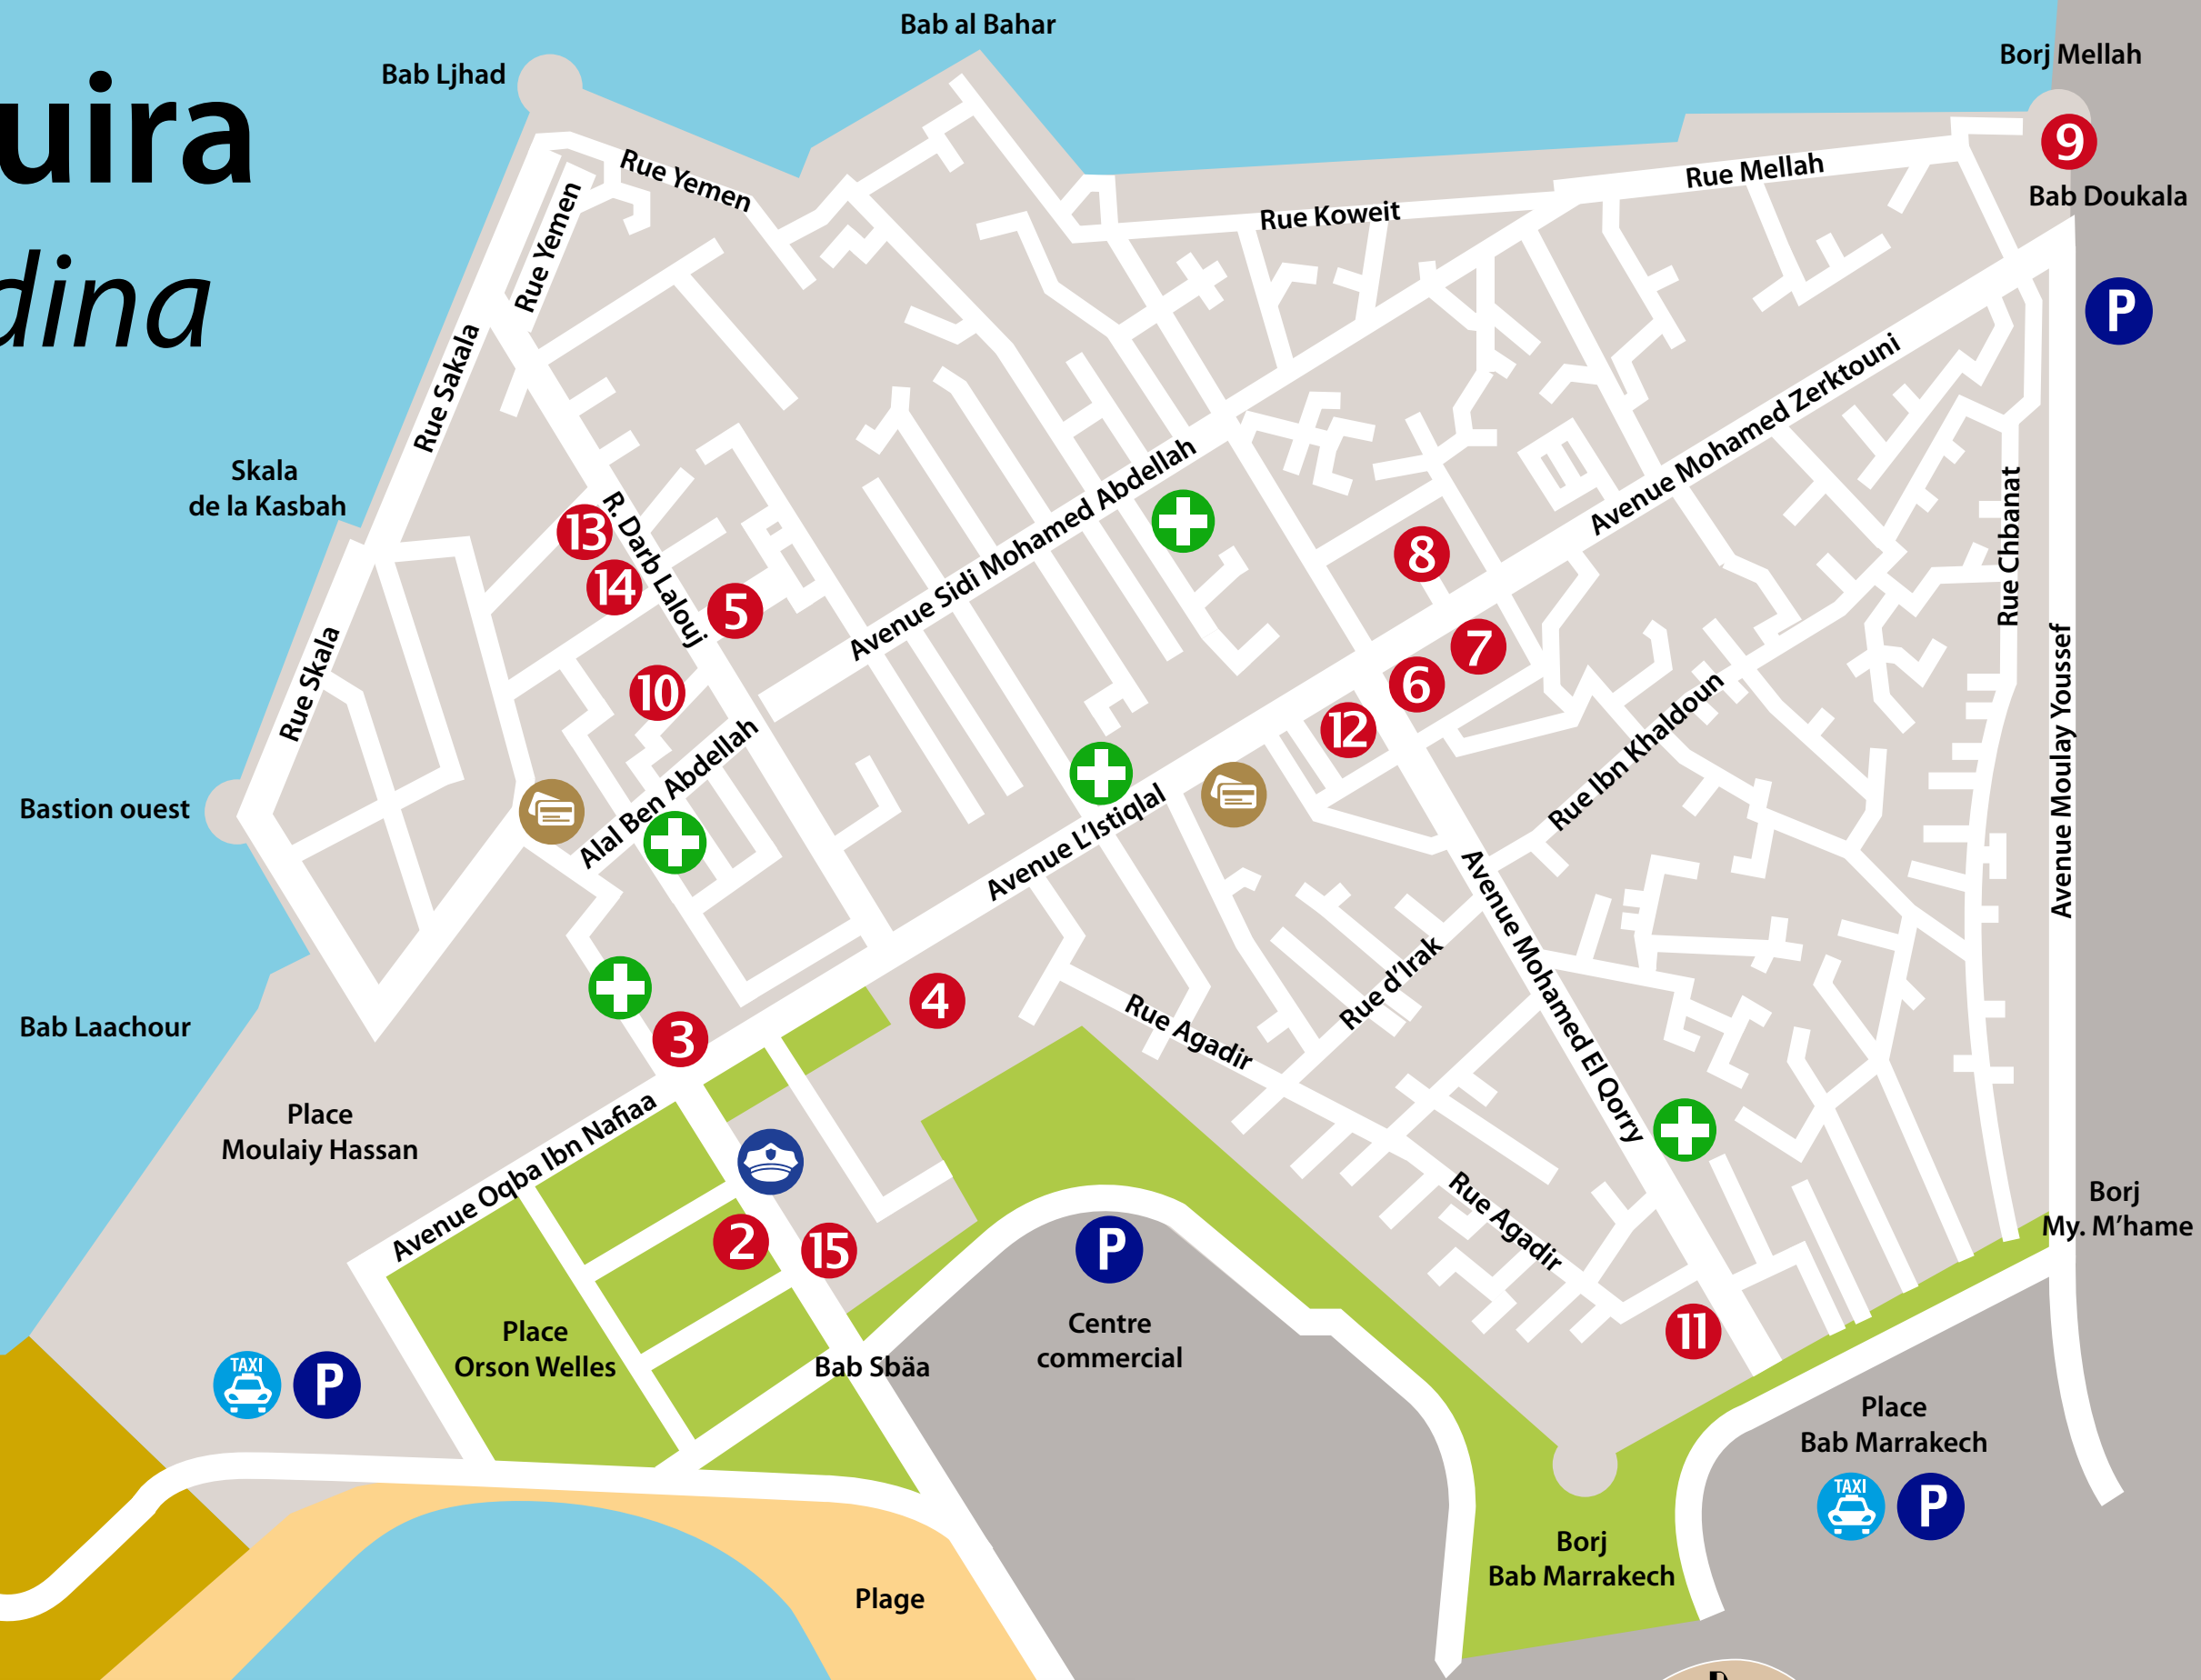 uira
dina
Bab Ljhad
Bab al Bahar
Borj Mellah
9
Bab Doukala
P
Rue Yemen
Rue Yemen
Rue Koweit
Rue Mellah
Rue Sakala
Skala
de la Kasbah
Rue Skala
13
14
R. Darb Lalouj
5
10
Avenue Sidi Mohamed Abdellah
Avenue Mohamed Zerktouni
8
7
6
12
Rue Chbanat
Avenue Moulay Youssef
Rue Ibn Khaldoun
Alal Ben Abdellah
Bastion ouest
Avenue L'Istiqlal
Avenue Mohamed El Qorry
Rue d'Irak
Rue Agadir
Bab Laachour
3
4
Place
Moulaiy Hassan
Avenue Oqba Ibn Nafiaa
2
15
P
Centre
commercial
Rue Agadir
11
Borj
My. M'hame
Place
Orson Welles
Bab Sbäa
TAXI
P
Place
Bab Marrakech
TAXI
P
Borj
Bab Marrakech
Plage